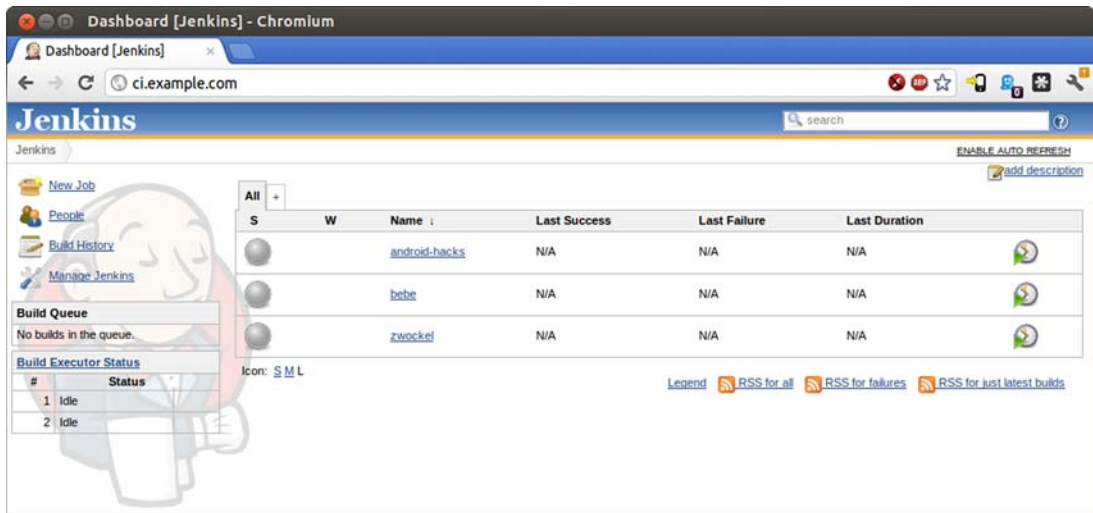 Dashboard [Jenkins] - Chromium
Dashboard [Jenkins] ×
ci.example.com
ABP
0
Jenkins
search
?
Jenkins
ENABLE AUTO REFRESH
add description
New Job
People
Build History
Manage Jenkins
Build Queue
No builds in the queue.
Build Executor Status
# Status
1 Idle
2 Idle
All +
S W Name ↓ Last Success Last Failure Last Duration
android-hacks N/A N/A N/A
bebe N/A N/A N/A
zwockel N/A N/A N/A
Icon: S M L
Legend RSS for all RSS for failures RSS for just latest builds